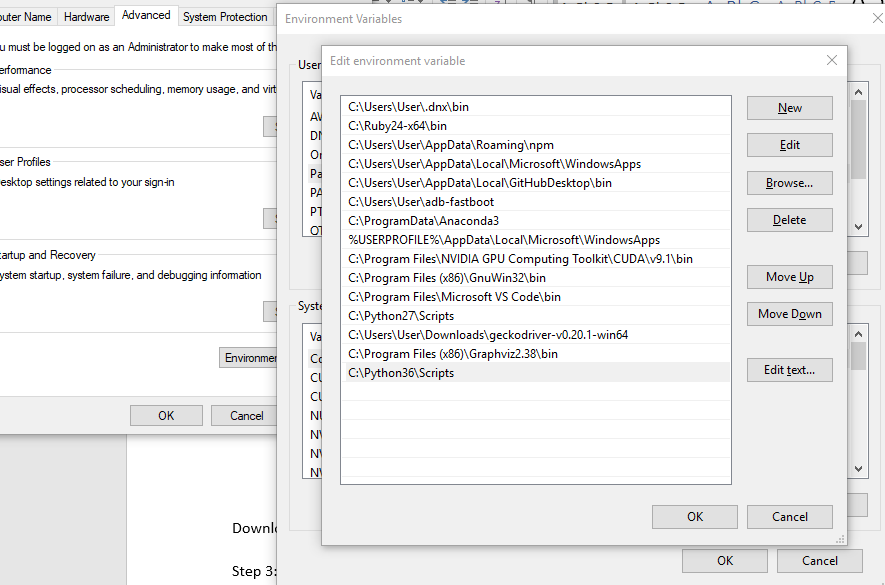 outer Name Hardware Advanced System Protection
u must be logged on as an Administrator to make most of th
erformance
isual effects, processor scheduling, memory usage, and virt
ser Profiles
esktop settings related to your sign-in
tartup and Recovery
ystem startup, system failure, and debugging information
Environmen
OK Cancel
Downlo
Step 3:
Environment Variables
User
Va
AV
DN
On
Pa
PA
PT
QT
Syste
Va
Co
CU
CU
NU
NV
NV
NV
Edit environment variable
C:\Users\User\.dnx\bin
C:\Ruby24-x64\bin
C:\Users\User\AppData\Roaming\npm
C:\Users\User\AppData\Local\Microsoft\WindowsApps
C:\Users\User\AppData\Local\GitHubDesktop\bin
C:\Users\User\adb-fastboot
C:\ProgramData\Anaconda3
%USERPROFILE%\AppData\Local\Microsoft\WindowsApps
C:\Program Files\NVIDIA GPU Computing Toolkit\CUDA\v9.1\bin
C:\Program Files (x86)\GnuWin32\bin
C:\Program Files\Microsoft VS Code\bin
C:\Python27\Scripts
C:\Users\User\Downloads\geckodriver-v0.20.1-win64
C:\Program Files (x86)\Graphviz2.38\bin
C:\Python36\Scripts
New
Edit
Browse...
Delete
Move Up
Move Down
Edit text...
OK Cancel
OK Cancel